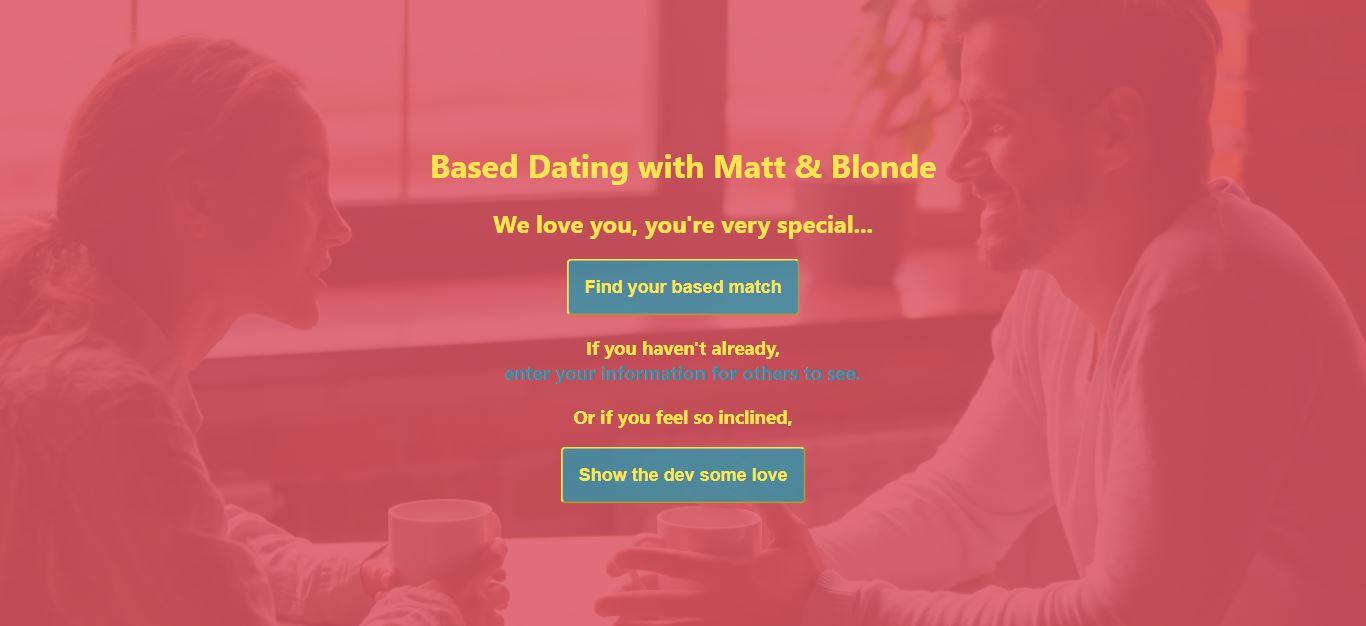 Based Dating with Matt & Blonde
We love you, you're very special...
Find your based match
If you haven't already,
enter your information for others to see.
Or if you feel so inclined,
Show the dev some love